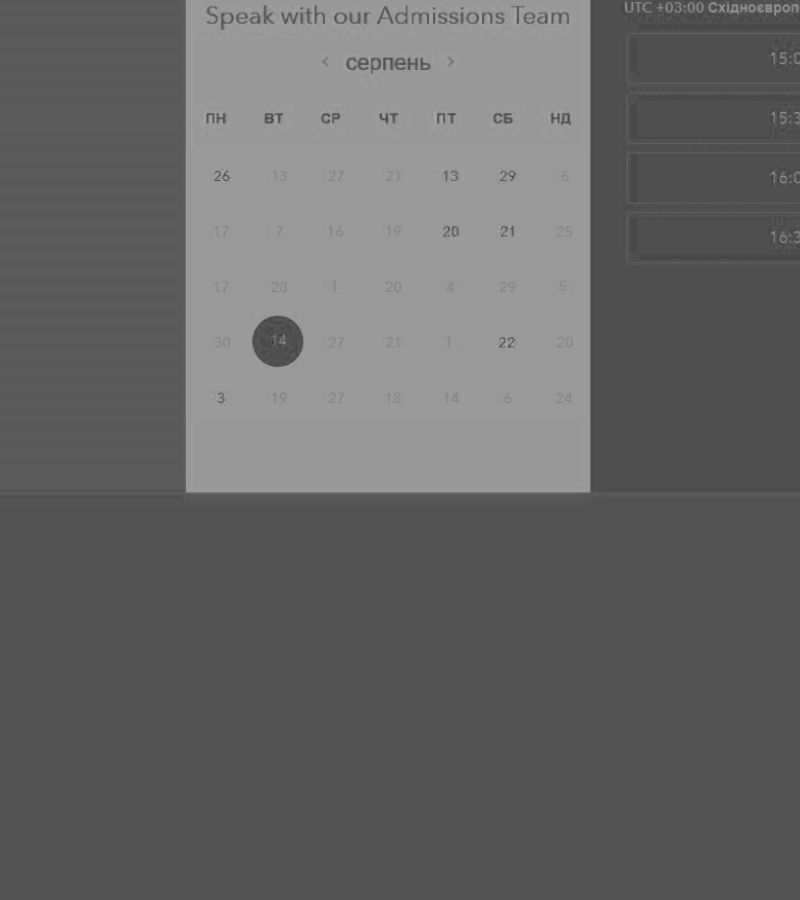 Speak with our Admissions Team
< серпень >
ПН ВТ СР ЧТ ПТ СБ НД
26 13 27 21 13 29 6
17 7 16 19 20 21 25
17 28 1 20 4 29 5
30 14 27 21 1 22 20
3 19 27 18 14 6 24
UTC +03:00 Східноєвроп
15:0
15:3
16:0
16:3